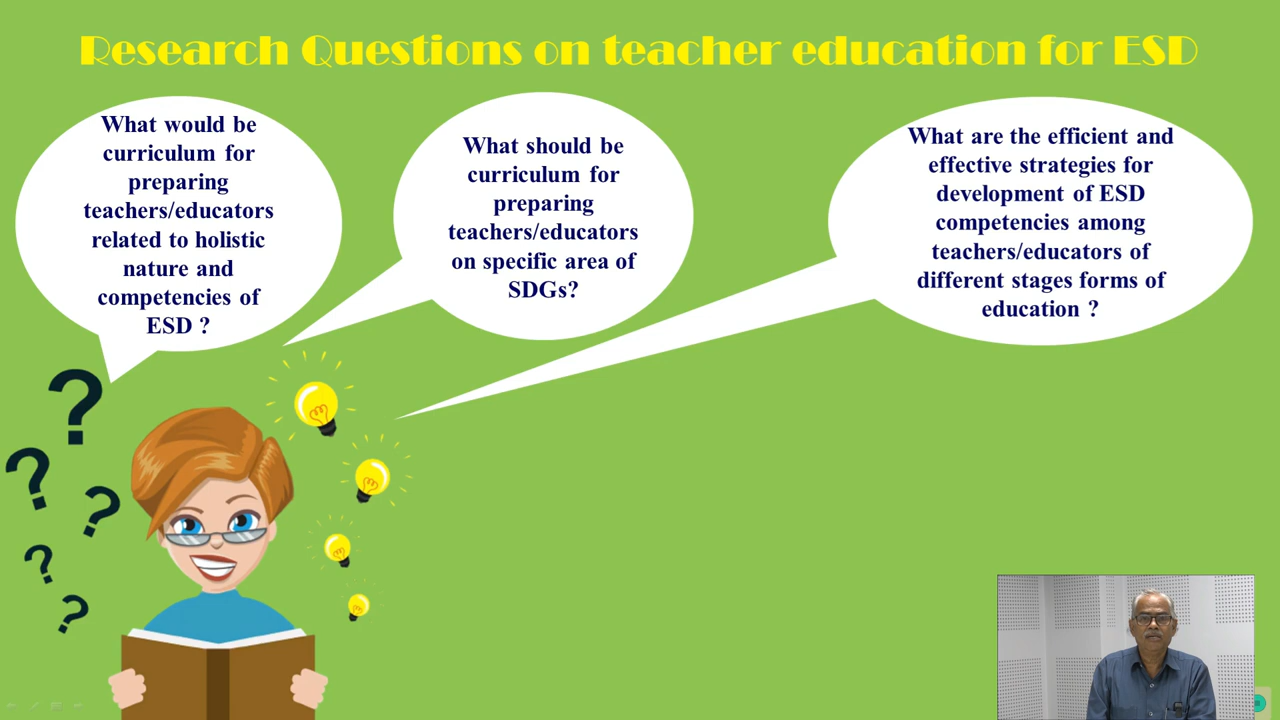 Research Questions on teacher education for ESD
What would be
curriculum for
preparing
teachers/educators
related to holistic
nature and
competencies of
ESD ?
What should be
curriculum for
preparing
teachers/educators
on specific area of
SDGs?
What are the efficient and
effective strategies for
development of ESD
competencies among
teachers/educators of
different stages forms of
education ?